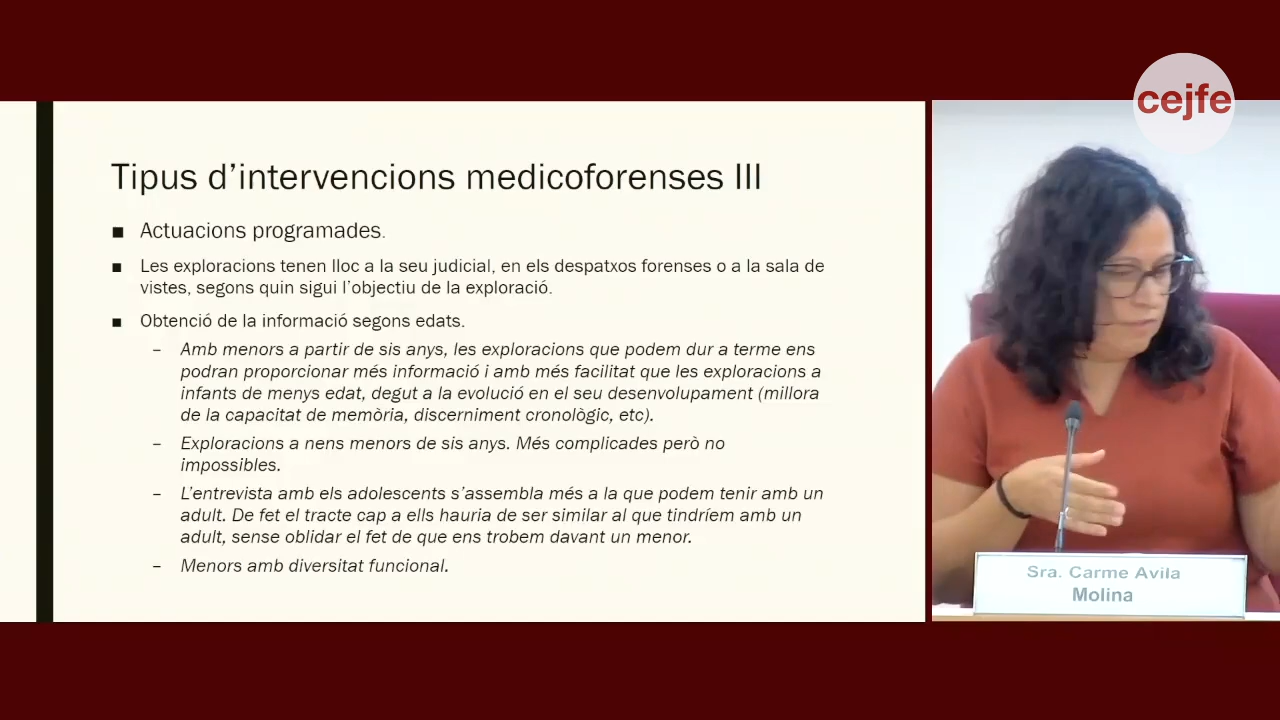 cejfe
Tipus d’intervencions medicoforenses III
■ Actuacions programades.
■ Les exploracions tenen lloc a la seu judicial, en els despatxos forenses o a la sala de
vistes, segons quin sigui l’objectiu de la exploració.
■ Obtenció de la informació segons edats.
– Amb menors a partir de sis anys, les exploracions que podem dur a terme ens
podran proporcionar més informació i amb més facilitat que les exploracions a
infants de menys edat, degut a la evolució en el seu desenvolupament (millora
de la capacitat de memòria, discerniment cronològic, etc).
– Exploracions a nens menors de sis anys. Més complicades però no
impossibles.
– L’entrevista amb els adolescents s’assembla més a la que podem tenir amb un
adult. De fet el tracte cap a ells hauria de ser similar al que tindríem amb un
adult, sense oblidar el fet de que ens trobem davant un menor.
– Menors amb diversitat funcional.
Sra. Carme Avila
Molina